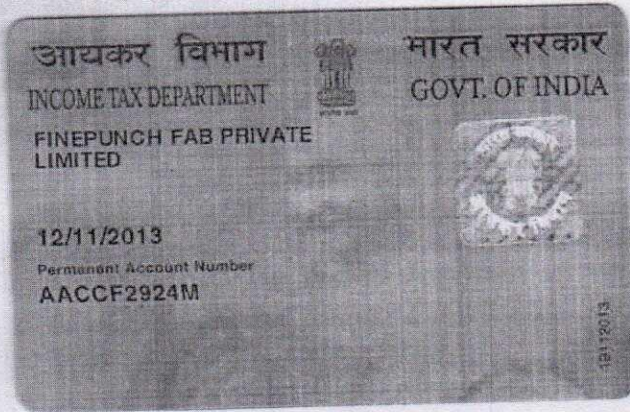 आयकर विभाग
भारत सरकार
INCOME TAX DEPARTMENT
GOVT. OF INDIA
FINEPUNCH FAB PRIVATE
LIMITED
12/11/2013
Permanent Account Number
AACCF2924M